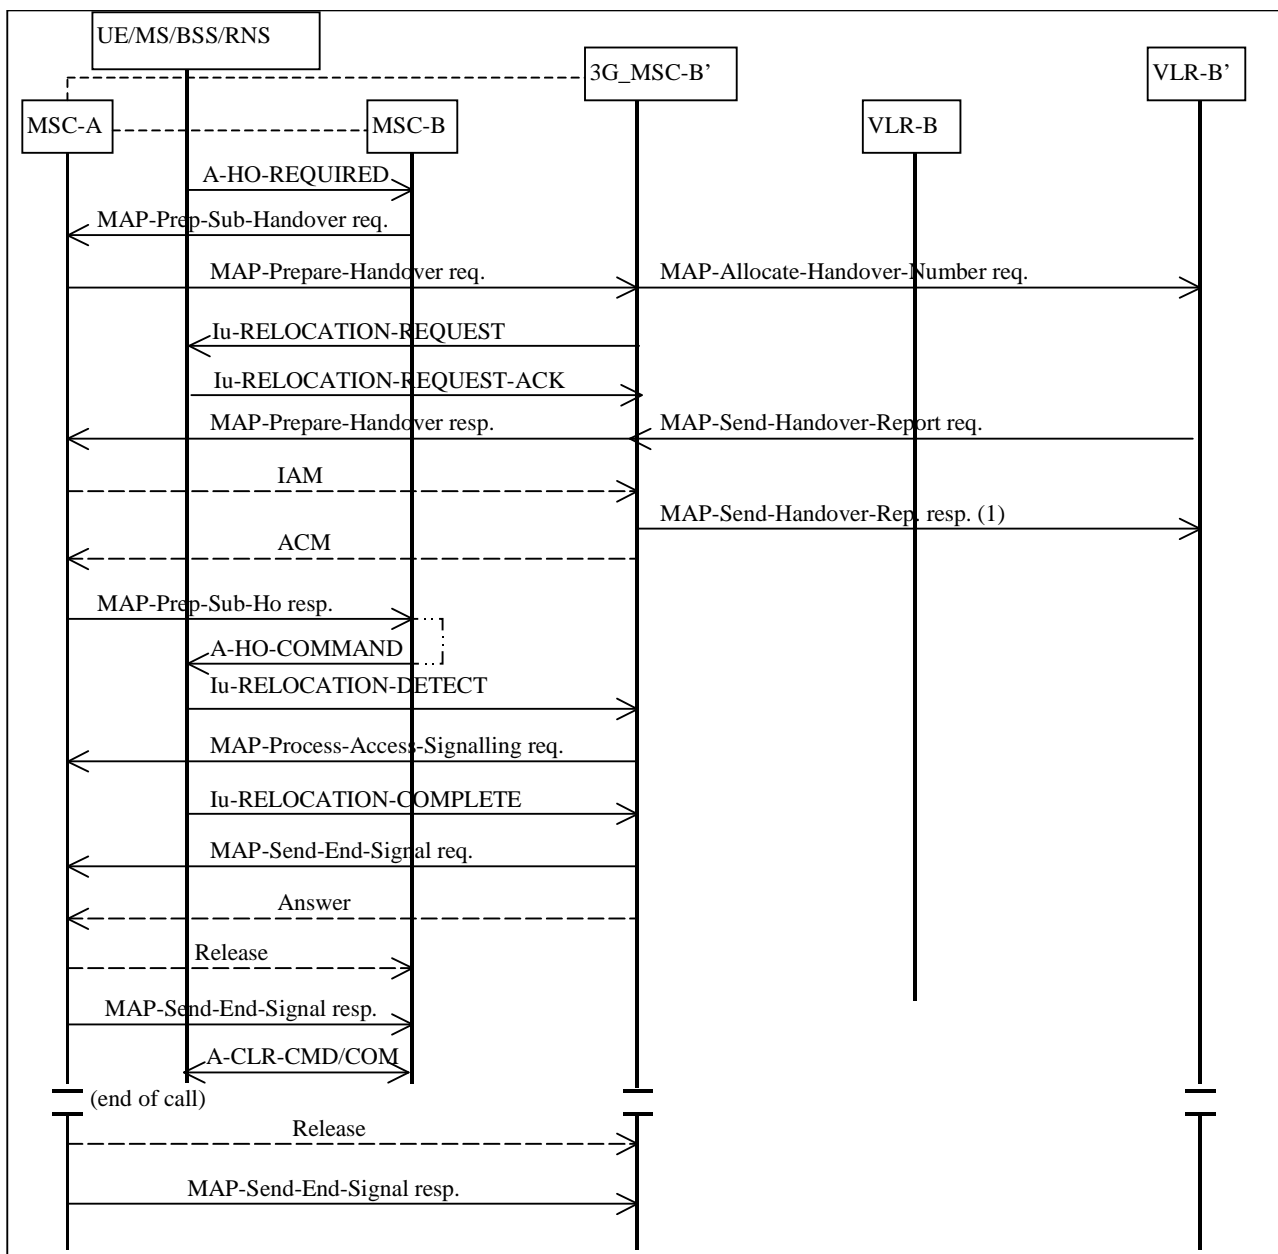 UE/MS/BSS/RNS
3G_MSC-B’
VLR-B’
MSC-A
MSC-B
VLR-B
A-HO-REQUIRED
MAP-Prep-Sub-Handover req.
MAP-Prepare-Handover req.
MAP-Allocate-Handover-Number req.
Iu-RELOCATION-REQUEST
Iu-RELOCATION-REQUEST-ACK
MAP-Prepare-Handover resp.
MAP-Send-Handover-Report req.
IAM
MAP-Send-Handover-Rep. resp. (1)
ACM
MAP-Prep-Sub-Ho resp.
A-HO-COMMAND
Iu-RELOCATION-DETECT
MAP-Process-Access-Signalling req.
Iu-RELOCATION-COMPLETE
MAP-Send-End-Signal req.
Answer
Release
MAP-Send-End-Signal resp.
A-CLR-CMD/COM
(end of call)
Release
MAP-Send-End-Signal resp.